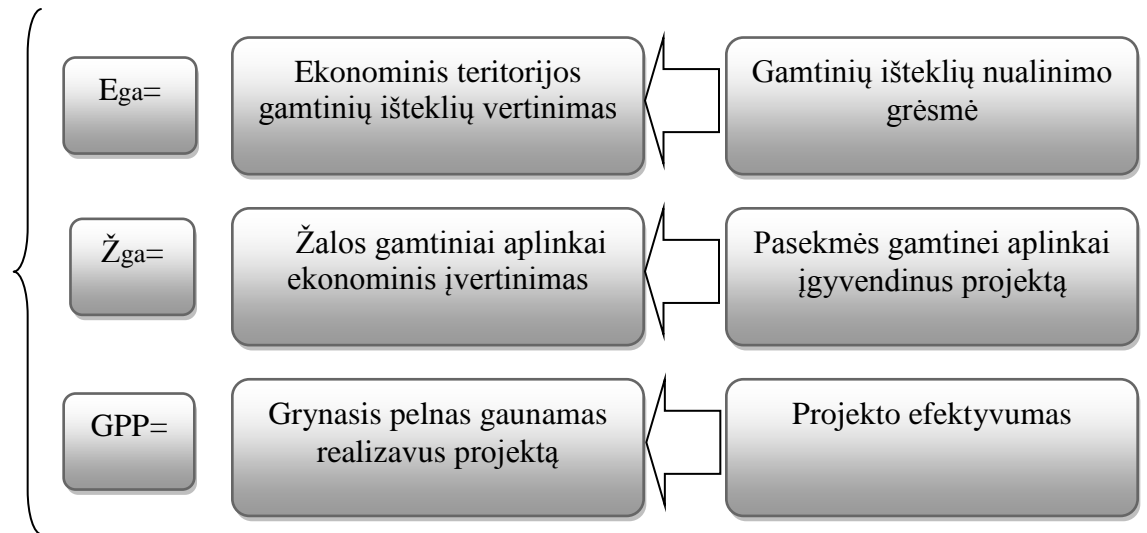 Ega=
Ekonominis teritorijos
gamtinių išteklių vertinimas
Gamtinių išteklių nualinimo
grėsmė
Žga=
Žalos gamtiniai aplinkai
ekonominis įvertinimas
Pasekmės gamtinei aplinkai
įgyvendinus projektą
GPP=
Grynasis pelnas gaunamas
realizavus projektą
Projekto efektyvumas